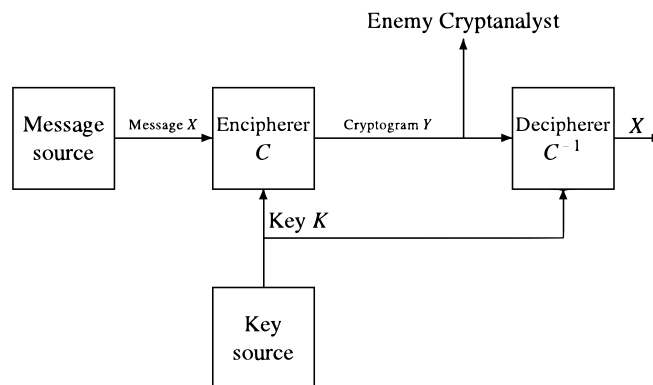 Enemy Cryptanalyst
Message
source
Message X
Encipherer
C
Cryptogram Y
Decipherer
C⁻¹
X
Key K
Key
source